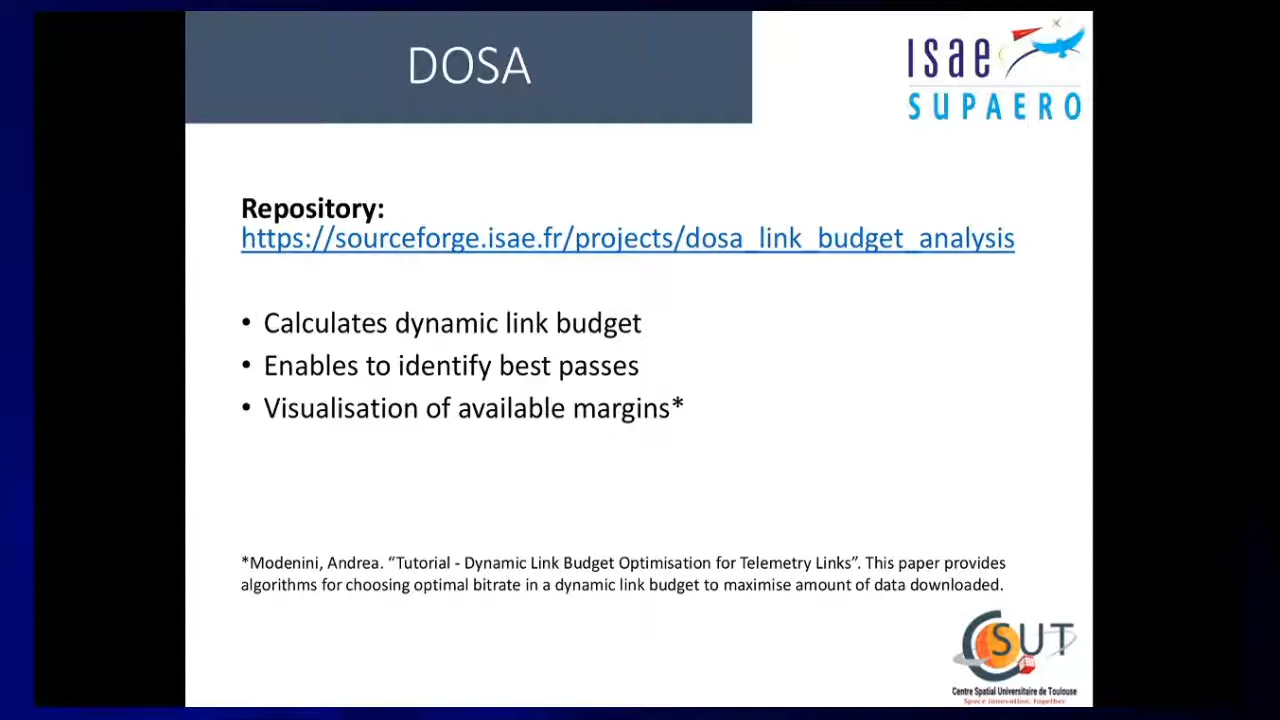 DOSA
isae
SUPAERO
Repository:
https://sourceforge.isae.fr/projects/dosa_link_budget_analysis
• Calculates dynamic link budget
• Enables to identify best passes
• Visualisation of available margins*
*Modenini, Andrea. “Tutorial - Dynamic Link Budget Optimisation for Telemetry Links”. This paper provides
algorithms for choosing optimal bitrate in a dynamic link budget to maximise amount of data downloaded.
CSUT
Centre Spatial Universitaire de Toulouse
Space innovation, together